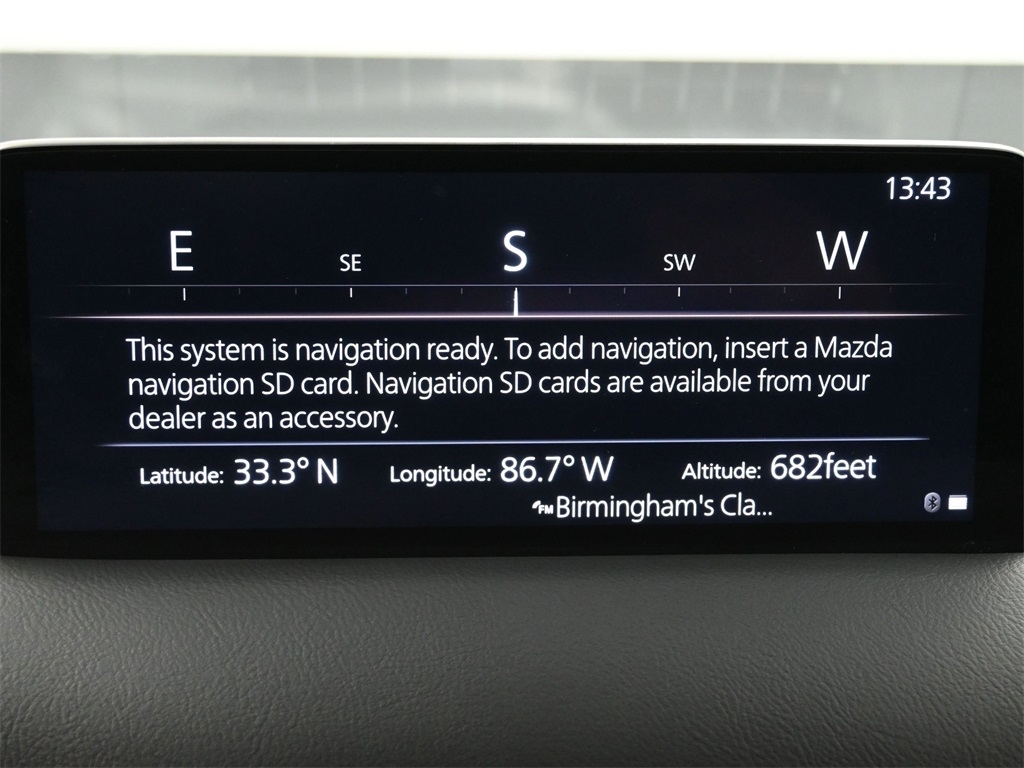 13:43
E SE S SW W
This system is navigation ready. To add navigation, insert a Mazda
navigation SD card. Navigation SD cards are available from your
dealer as an accessory.
Latitude: 33.3° N Longitude: 86.7° W Altitude: 682feet
FM Birmingham's Cla...